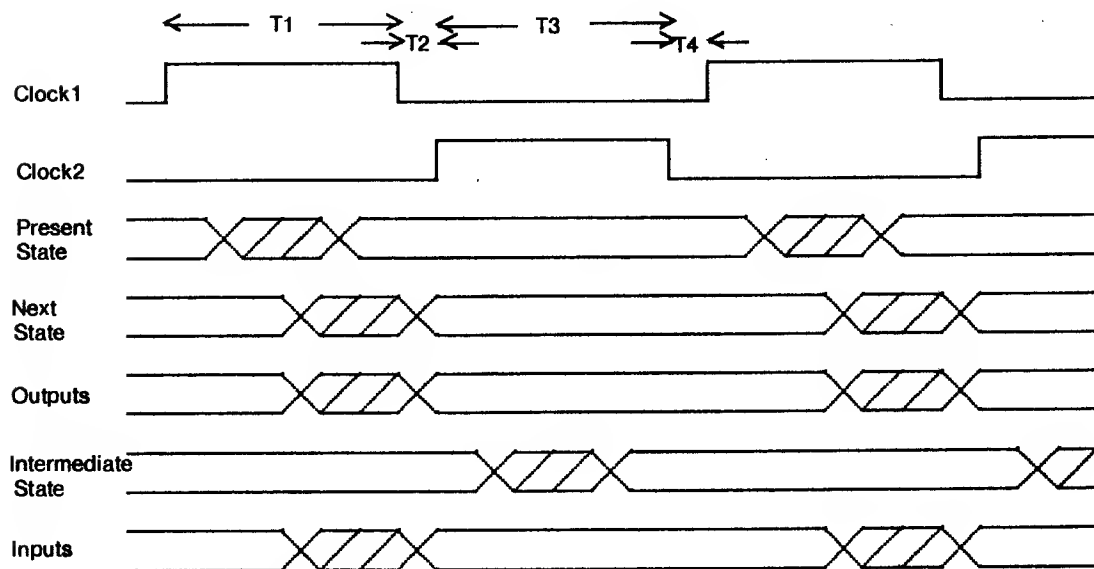 T1
T3
T2
T4
Clock1
Clock2
Present
State
Next
State
Outputs
Intermediate
State
Inputs